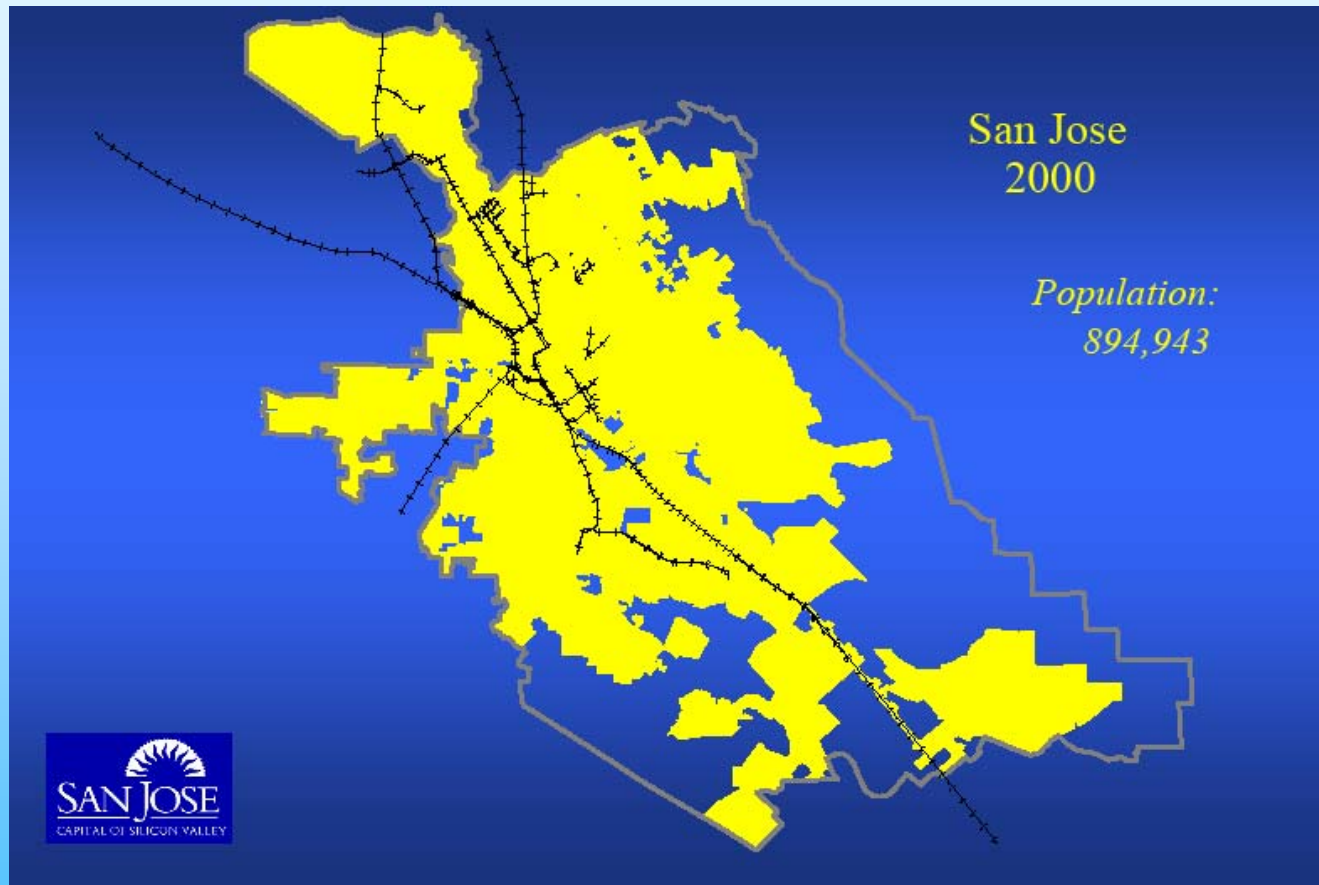 San Jose
2000
Population:
894,943
SAN JOSE
CAPITAL OF SILICON VALLEY